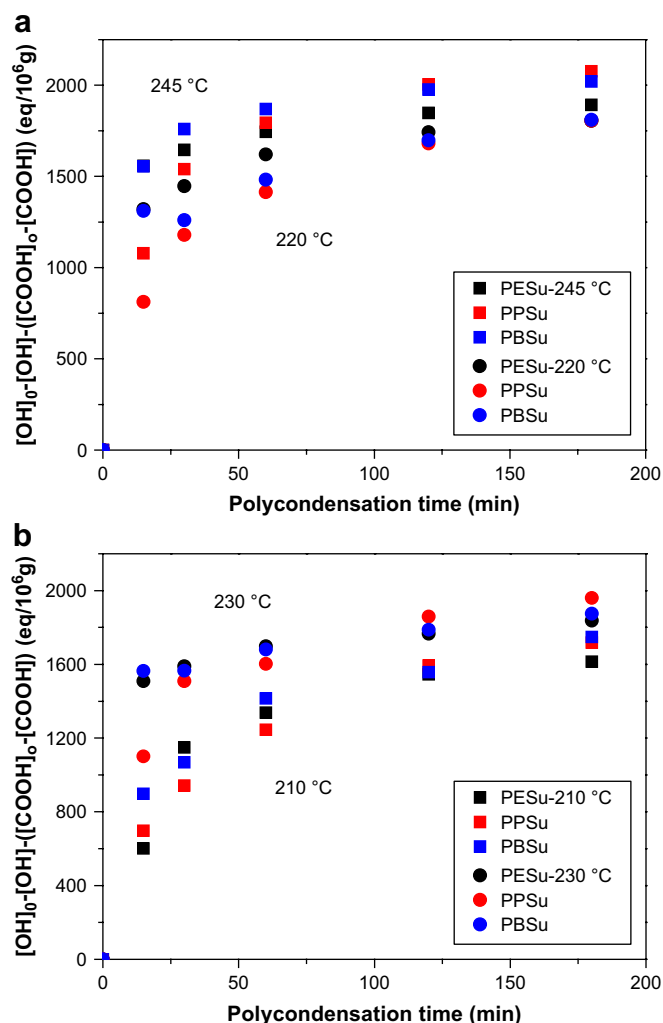 a
[OH]₀-[OH]-([COOH]ₒ-[COOH]) (eq/10⁶g)
2000
1500
1000
500
0
245 °C
220 °C
PESu-245 °C
PPSu
PBSu
PESu-220 °C
PPSu
PBSu
0 50 100 150 200
Polycondensation time (min)
b
[OH]₀-[OH]-([COOH]ₒ-[COOH]) (eq/10⁶g)
2000
1600
1200
800
400
0
230 °C
210 °C
PESu-210 °C
PPSu
PBSu
PESu-230 °C
PPSu
PBSu
0 50 100 150 200
Polycondensation time (min)